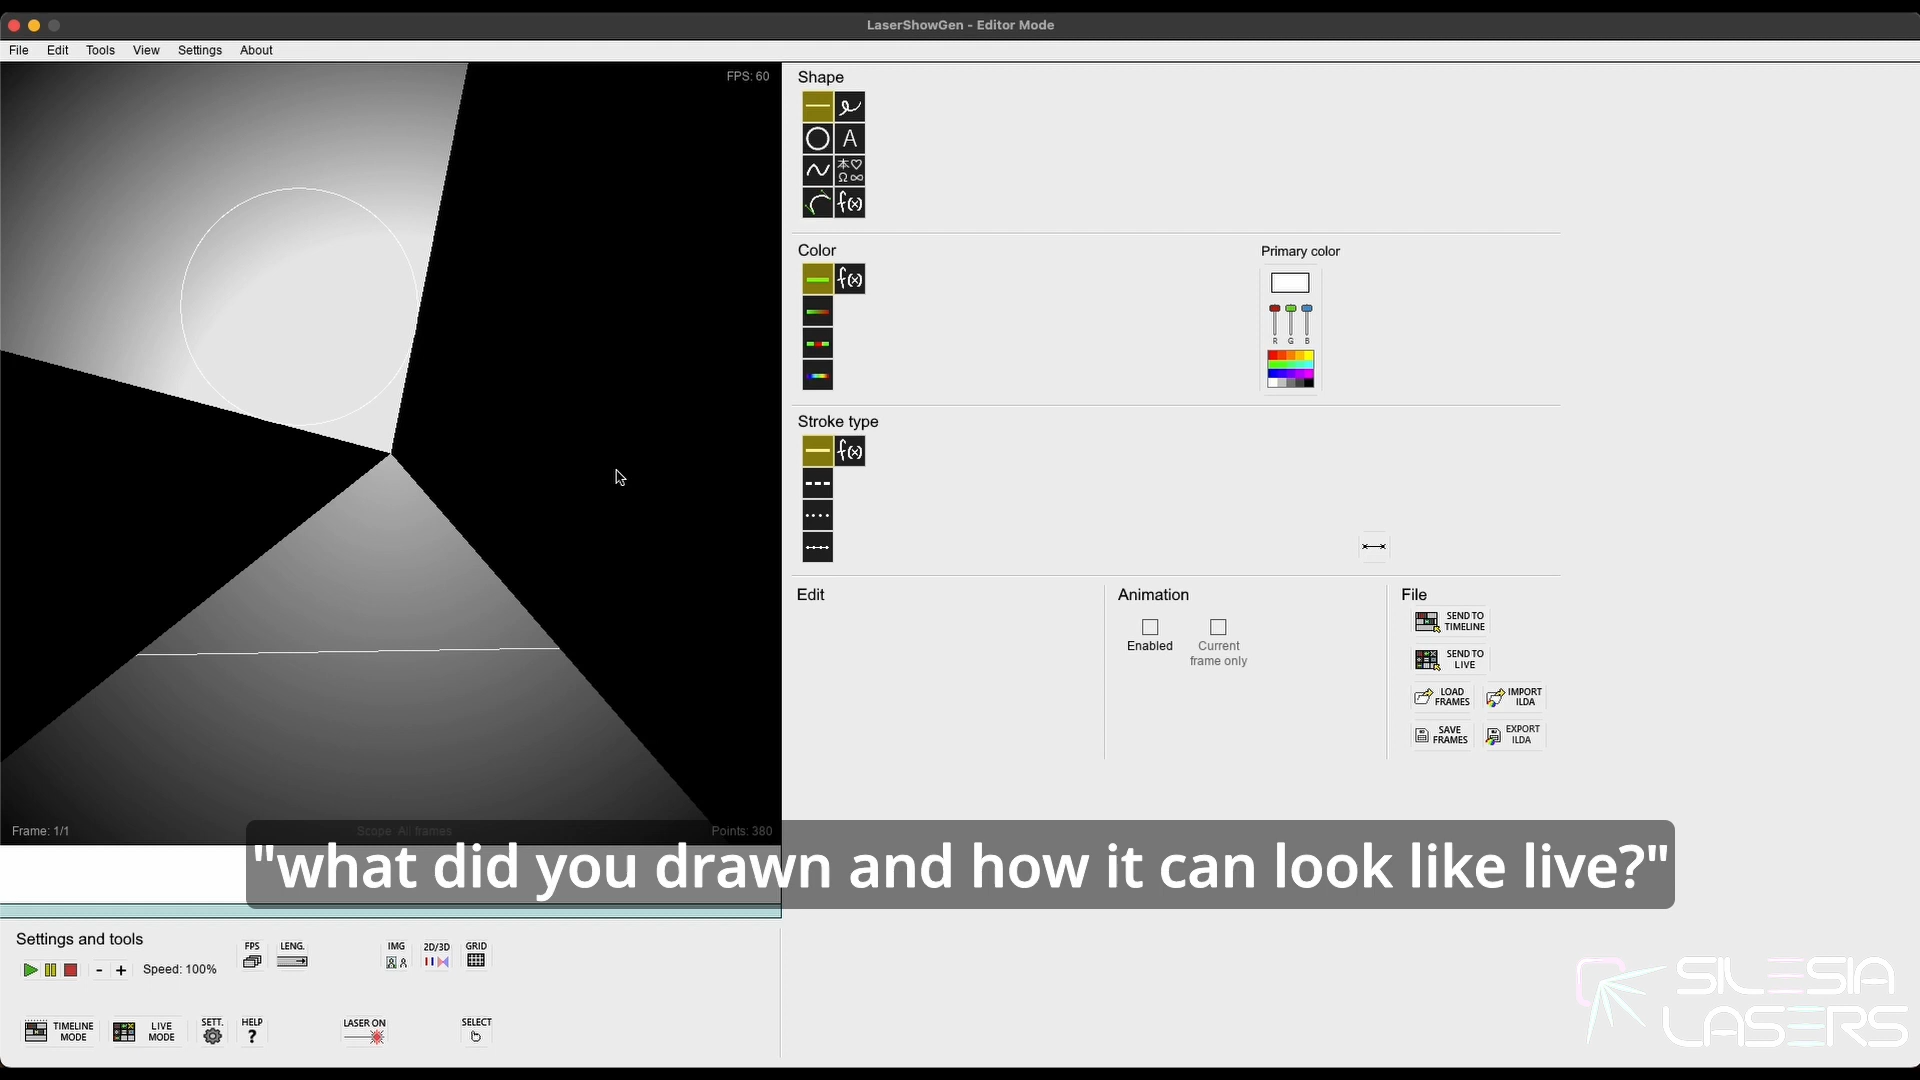 LaserShowGen - Editor Mode
File Edit Tools View Settings About
FPS: 60
Shape
A
本♡
Ω∞
f(x)
Color
f(x)
Primary color
R G B
Stroke type
f(x)
Edit
Animation
Enabled
Current
frame only
File
SEND TO
TIMELINE
SEND TO
LIVE
LOAD
FRAMES
IMPORT
ILDA
SAVE
FRAMES
EXPORT
ILDA
Frame: 1/1
Scope: All frames
Points: 380
"what did you drawn and how it can look like live?"
Settings and tools
- + Speed: 100%
FPS
LENG.
IMG
2D/3D
GRID
TIMELINE
MODE
LIVE
MODE
SETT.
HELP
?
LASER ON
SELECT
SILESIA
LASERS